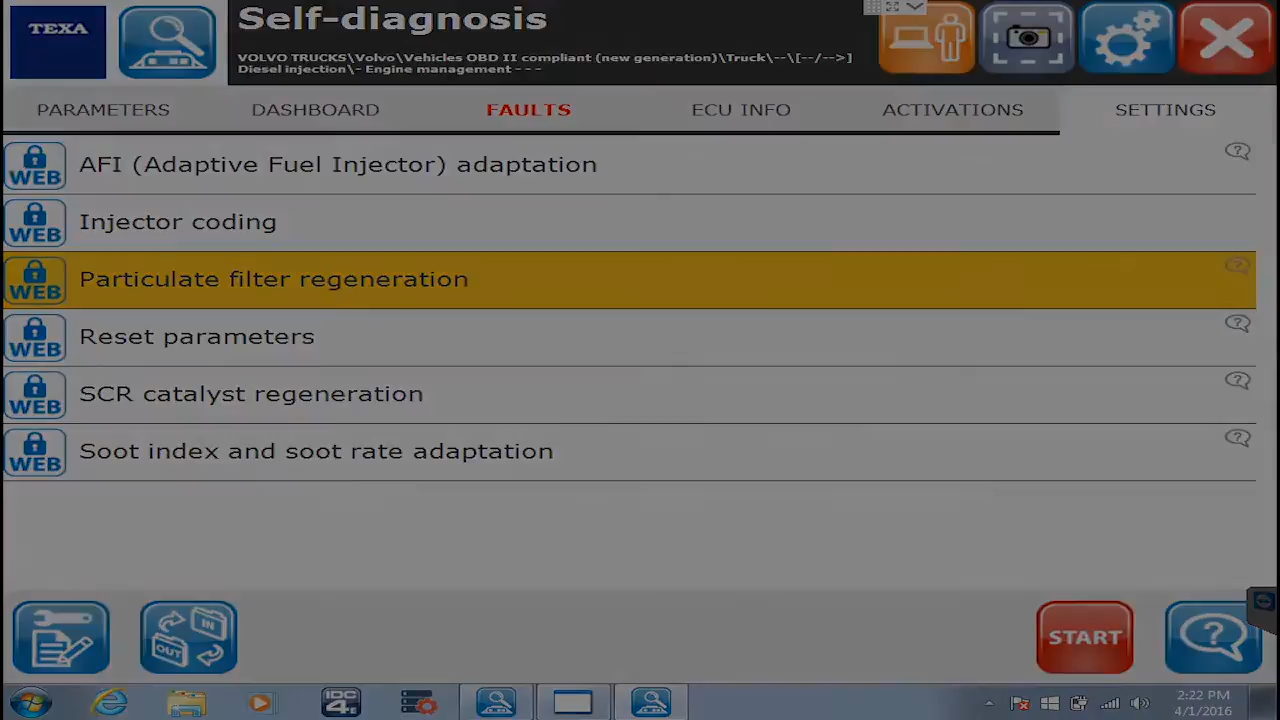 TEXA
Self-diagnosis
VOLVO TRUCKS\Volvo\Vehicles OBD II compliant (new generation)\Truck\--\[--/-->]
Diesel injection\- Engine management - - -
PARAMETERS
DASHBOARD
FAULTS
ECU INFO
ACTIVATIONS
SETTINGS
WEB
AFI (Adaptive Fuel Injector) adaptation
WEB
Injector coding
WEB
Particulate filter regeneration
WEB
Reset parameters
WEB
SCR catalyst regeneration
WEB
Soot index and soot rate adaptation
IN
OUT
START
IDC
4E
2:22 PM
4/1/2016